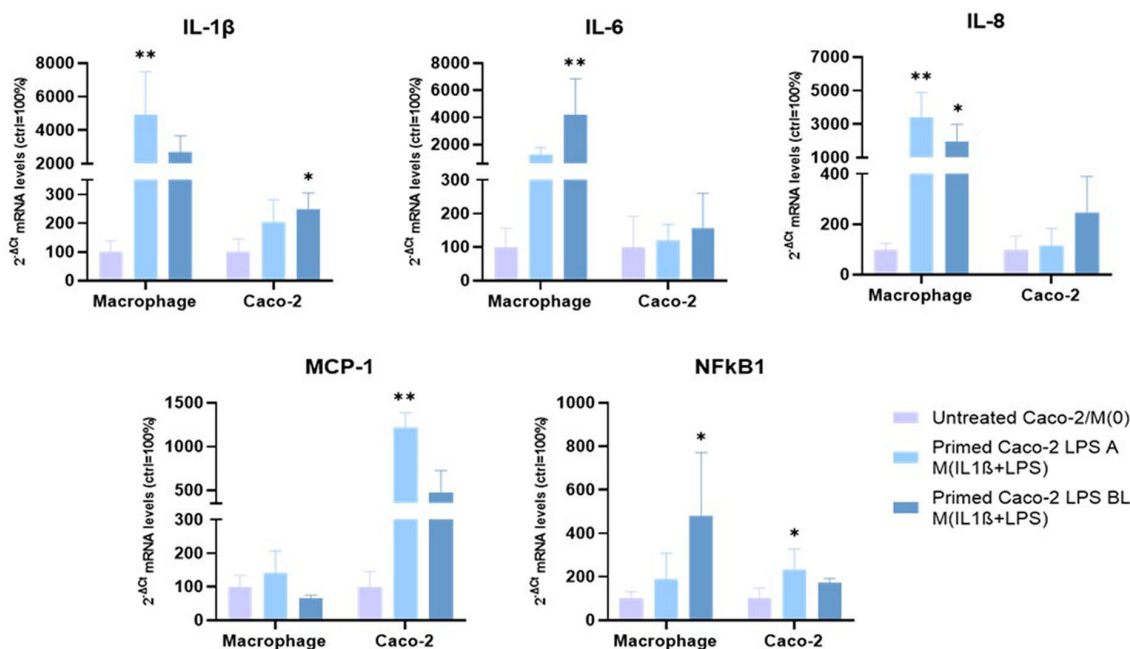 IL-1β
2-ΔCt mRNA levels (ctrl=100%)
8000
6000
4000
2000
300
200
100
0
**
*
Macrophage Caco-2
IL-6
2-ΔCt mRNA levels (ctrl=100%)
8000
6000
4000
2000
300
200
100
0
**
Macrophage Caco-2
IL-8
2-ΔCt mRNA levels (ctrl=100%)
7000
5000
3000
1000
400
200
0
**
*
Macrophage Caco-2
MCP-1
2-ΔCt mRNA levels (ctrl=100%)
1500
1000
500
300
200
100
0
**
Macrophage Caco-2
NFkB1
2-ΔCt mRNA levels (ctrl=100%)
1000
800
600
400
200
0
*
*
Macrophage Caco-2
Untreated Caco-2/M(0)
Primed Caco-2 LPS A
M(IL1ß+LPS)
Primed Caco-2 LPS BL
M(IL1ß+LPS)